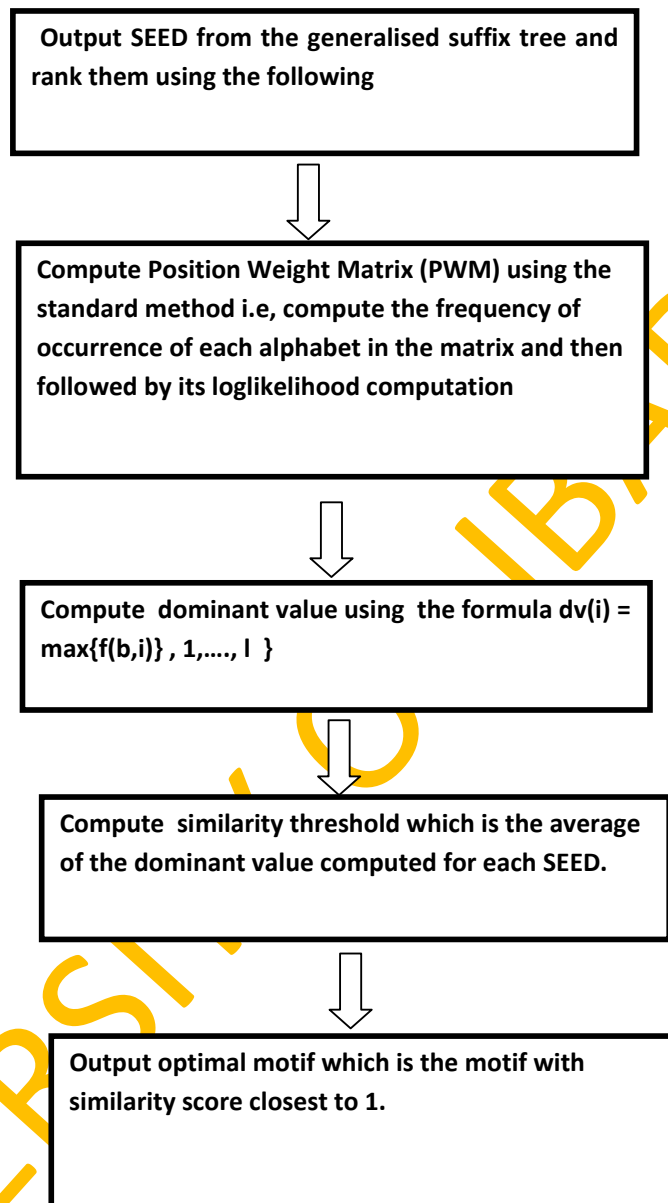 Output SEED from the generalised suffix tree and
rank them using the following
Compute Position Weight Matrix (PWM) using the
standard method i.e, compute the frequency of
occurrence of each alphabet in the matrix and then
followed by its loglikelihood computation
Compute dominant value using the formula dv(i) =
max{f(b,i)} , 1,…., l }
Compute similarity threshold which is the average
of the dominant value computed for each SEED.
Output optimal motif which is the motif with
similarity score closest to 1.